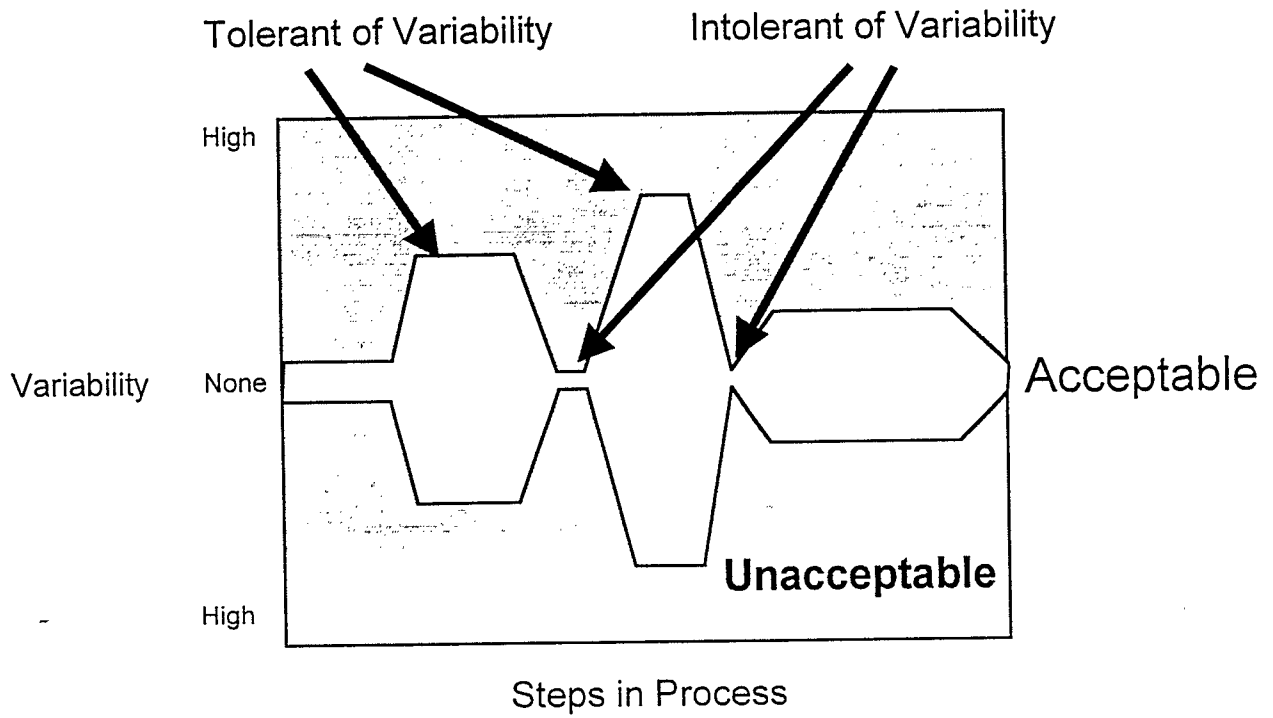 Tolerant of Variability
Intolerant of Variability
High
Variability
None
Acceptable
Unacceptable
High
Steps in Process